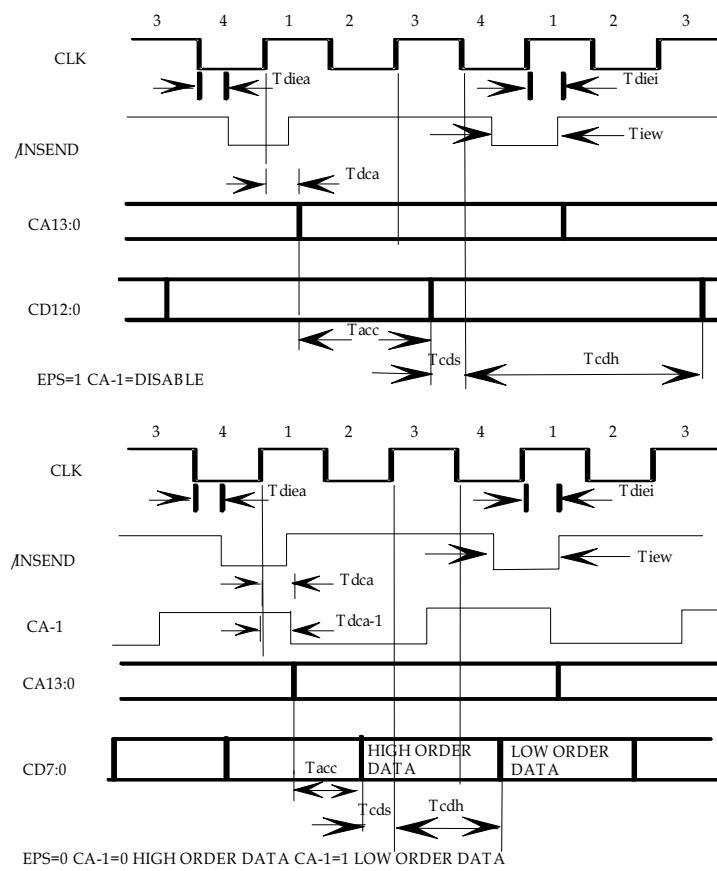 3 4 1 2 3 4 1 2 3
CLK
Tdiea
Tdiei
/INSEND
Tiew
Tdca
CA13:0
CD12:0
Tacc
Tcds
Tcdh
EPS=1 CA-1=DISABLE
3 4 1 2 3 4 1 2 3
CLK
Tdiea
Tdiei
/INSEND
Tiew
Tdca
CA-1
Tdca-1
CA13:0
CD7:0
HIGH ORDER
DATA
LOW ORDER
DATA
Tacc
Tcds
Tcdh
EPS=0 CA-1=0 HIGH ORDER DATA CA-1=1 LOW ORDER DATA